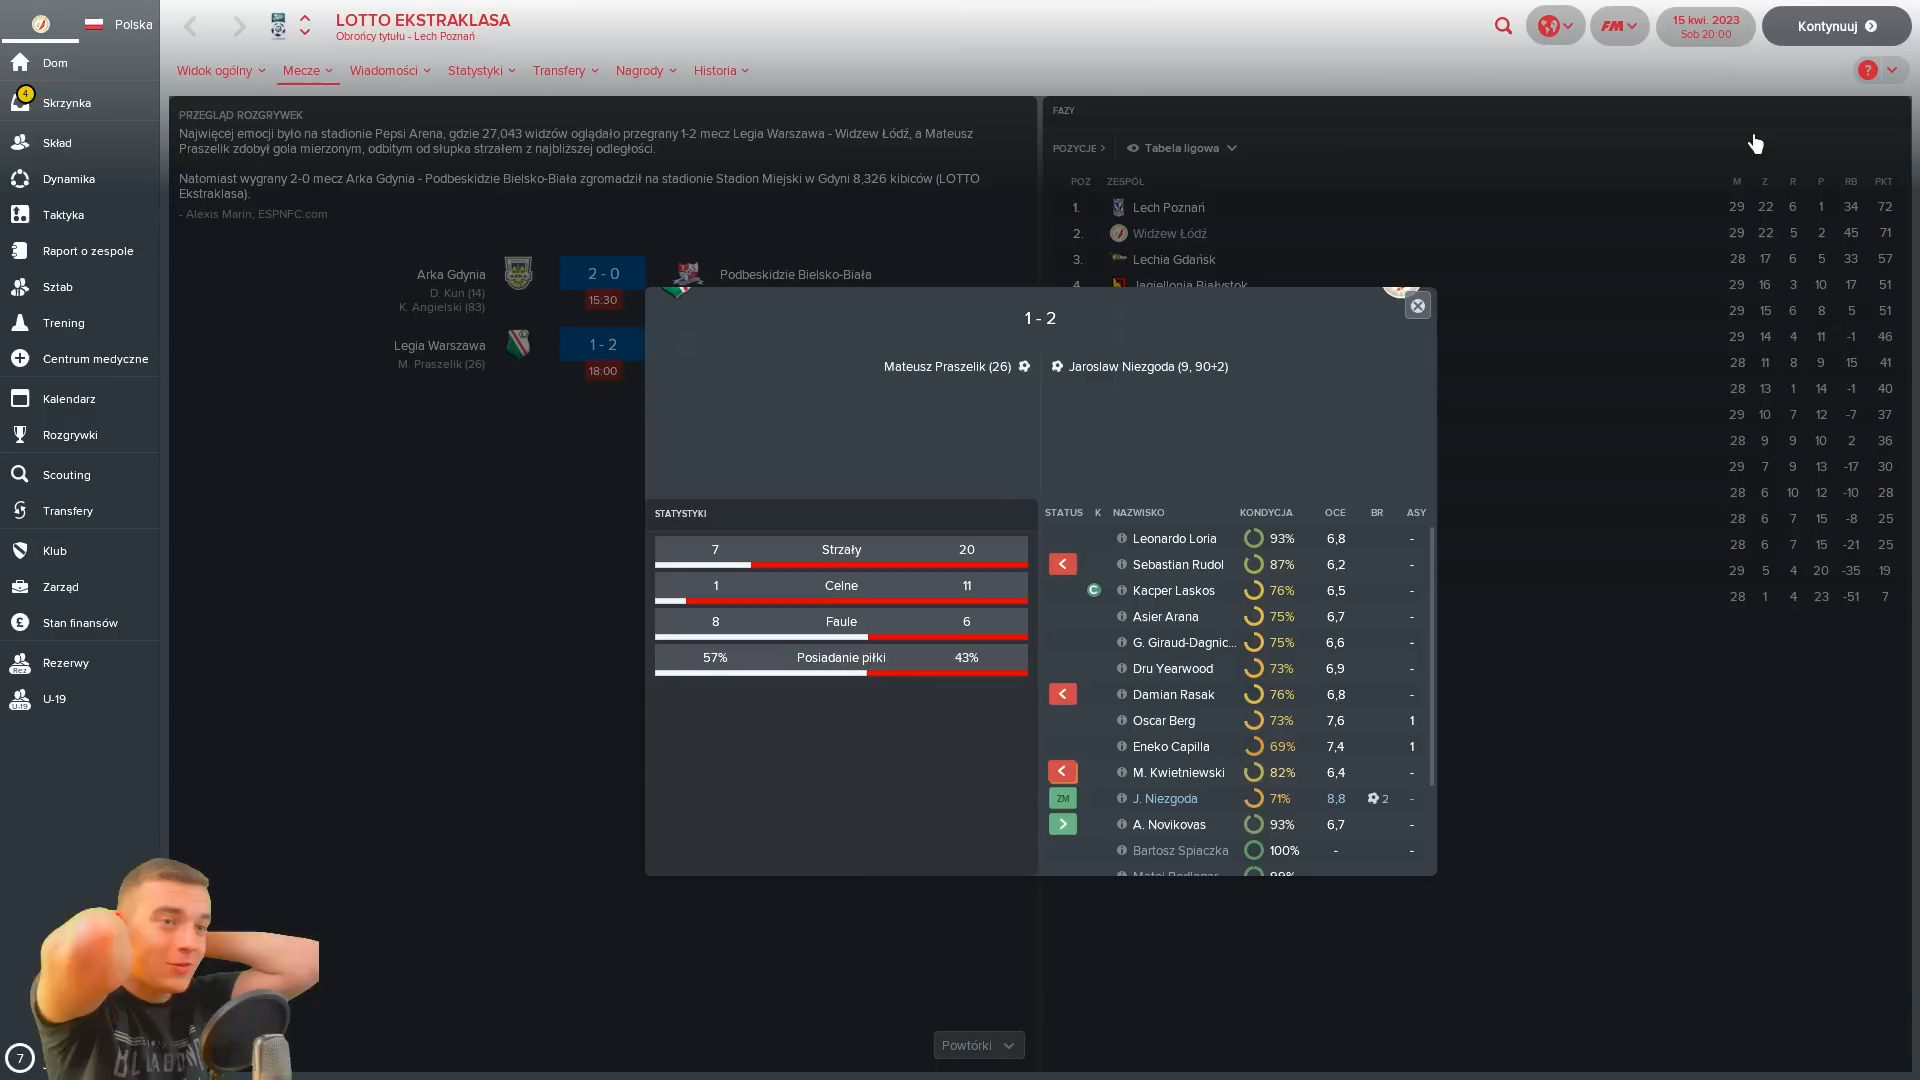 Polska
Dom
4
Skrzynka
Skład
Dynamika
Taktyka
Raport o zespole
Sztab
Trening
Centrum medyczne
Kalendarz
Rozgrywki
Scouting
Transfery
Klub
Zarząd
Stan finansów
Rez
Rezerwy
U-19
U-19
7
LOTTO EKSTRAKLASA
Obrońcy tytułu - Lech Poznań
FM
15 kwi. 2023
Sob 20:00
Kontynuuj
Widok ogólny
Mecze
Wiadomości
Statystyki
Transfery
Nagrody
Historia
?
PRZEGLĄD ROZGRYWEK
Najwięcej emocji było na stadionie Pepsi Arena, gdzie 27,043 widzów oglądało przegrany 1-2 mecz Legia Warszawa - Widzew Łódź, a Mateusz
Praszelik zdobył gola mierzonym, odbitym od słupka strzałem z najbliższej odległości.
Natomiast wygrany 2-0 mecz Arka Gdynia - Podbeskidzie Bielsko-Biała zgromadził na stadionie Stadion Miejski w Gdyni 8,326 kibiców (LOTTO
Ekstraklasa).
- Alexis Marin, ESPNFC.com
Arka Gdynia 2 - 0 Podbeskidzie Bielsko-Biała
D. Kun (14)
K. Angielski (83)
15:30
Legia Warszawa 1 - 2
M. Praszelik (26)
18:00
Powtórki
FAZY
POZYCJE > Tabela ligowa
POZ ZESPÓŁ M Z R P RB PKT
1. Lech Poznań 29 22 6 1 34 72
2. Widzew Łódź 29 22 5 2 45 71
3. Lechia Gdańsk 28 17 6 5 33 57
4. Jagiellonia Białystok 29 16 3 10 17 51
29 15 6 8 5 51
29 14 4 11 -1 46
28 11 8 9 15 41
28 13 1 14 -1 40
29 10 7 12 -7 37
28 9 9 10 2 36
29 7 9 13 -17 30
28 6 10 12 -10 28
28 6 7 15 -8 25
28 6 7 15 -21 25
29 5 4 20 -35 19
28 1 4 23 -51 7
1 - 2
Mateusz Praszelik (26)
Jaroslaw Niezgoda (9, 90+2)
STATYSTYKI
7 Strzały 20
1 Celne 11
8 Faule 6
57% Posiadanie piłki 43%
STATUS K NAZWISKO KONDYCJA OCE BR ASY
Leonardo Loria 93% 6,8 -
Sebastian Rudol 87% 6,2 -
C Kacper Laskos 76% 6,5 -
Asier Arana 75% 6,7 -
G. Giraud-Dagnic... 75% 6,6 -
Dru Yearwood 73% 6,9 -
Damian Rasak 76% 6,8 -
Oscar Berg 73% 7,6 1
Eneko Capilla 69% 7,4 1
M. Kwietniewski 82% 6,4 -
ZM J. Niezgoda 71% 8,8 2 -
A. Novikovas 93% 6,7 -
Bartosz Spiaczka 100% - -